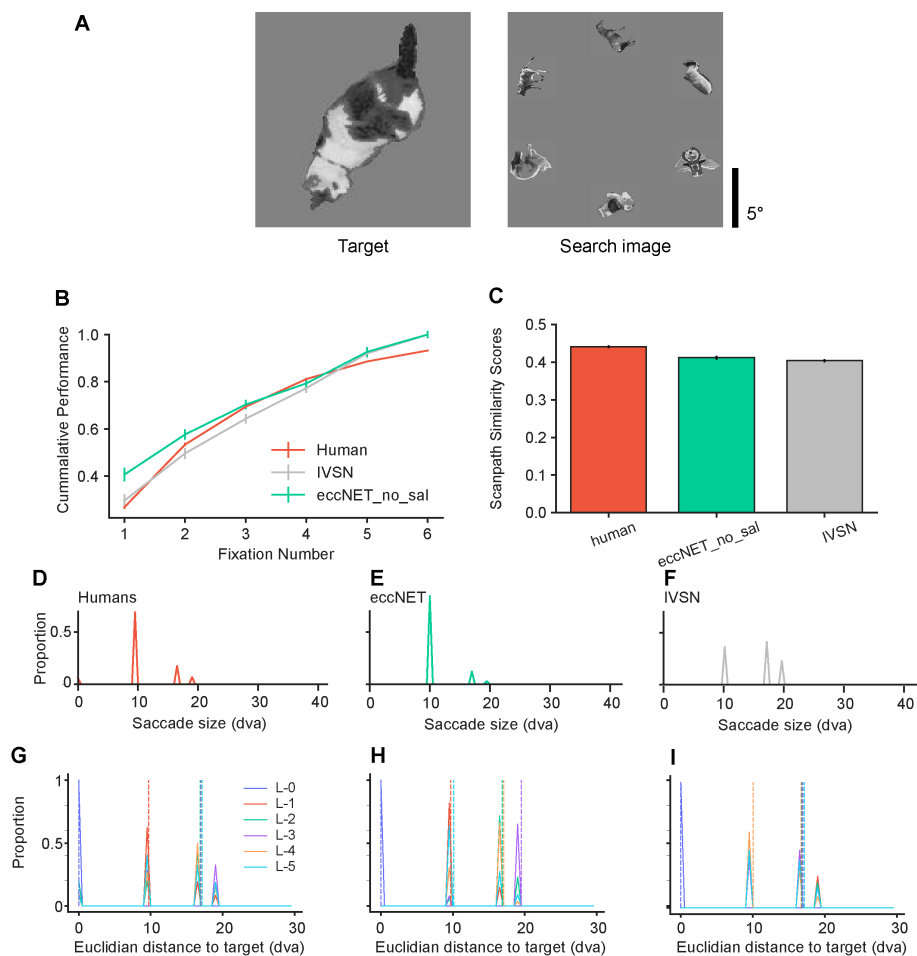 A
Target
Search image
5°
B
Cummalative Performance
1.0
0.8
0.6
0.4
Human
IVSN
eccNET_no_sal
1 2 3 4 5 6
Fixation Number
C
Scanpath Similarity Scores
0.5
0.4
0.3
0.2
0.1
0.0
human
eccNET_no_sal
IVSN
D
Humans
Proportion
0.5
0
0 10 20 30 40
Saccade size (dva)
E
eccNET
0 10 20 30 40
Saccade size (dva)
F
IVSN
0 10 20 30 40
Saccade size (dva)
G
Proportion
1
0.5
0
L-0
L-1
L-2
L-3
L-4
L-5
0 10 20 30
Euclidian distance to target (dva)
H
0 10 20 30
Euclidian distance to target (dva)
I
0 10 20 30
Euclidian distance to target (dva)